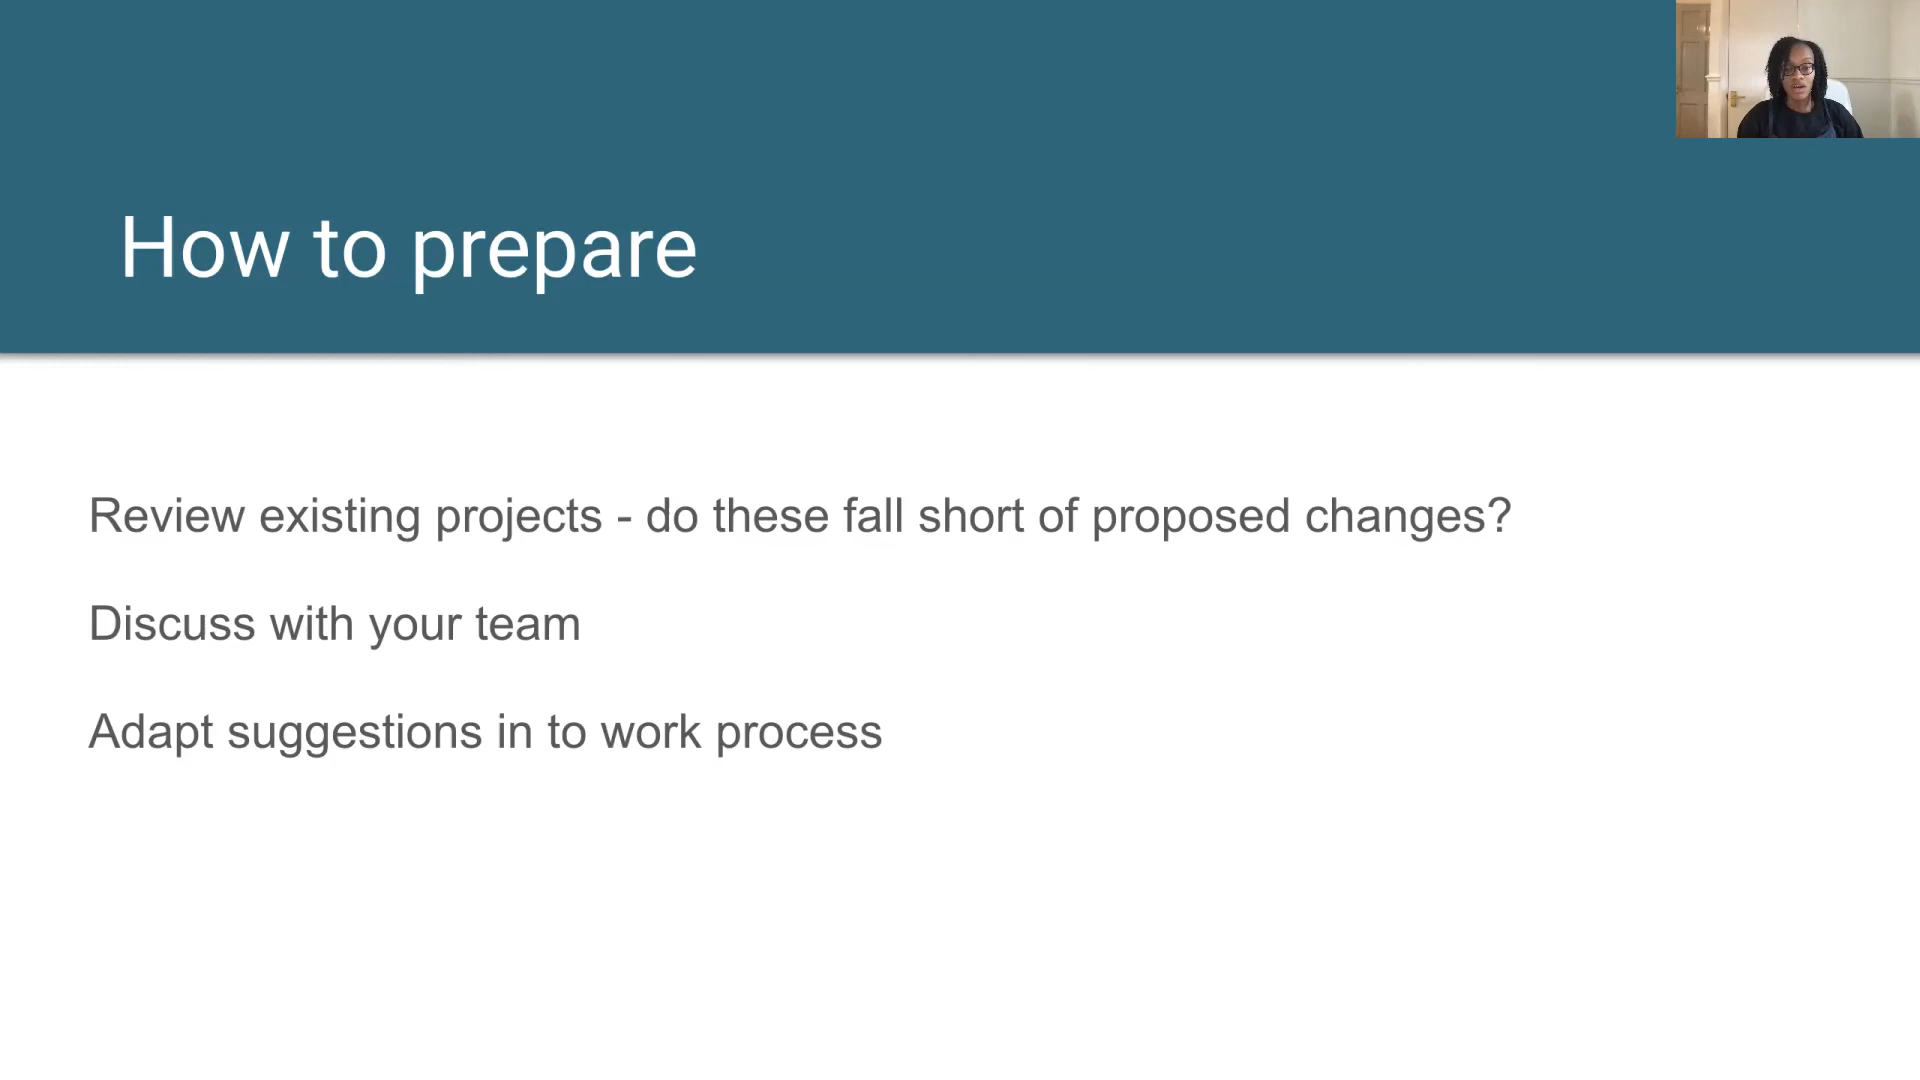 How to prepare
Review existing projects - do these fall short of proposed changes?
Discuss with your team
Adapt suggestions in to work process